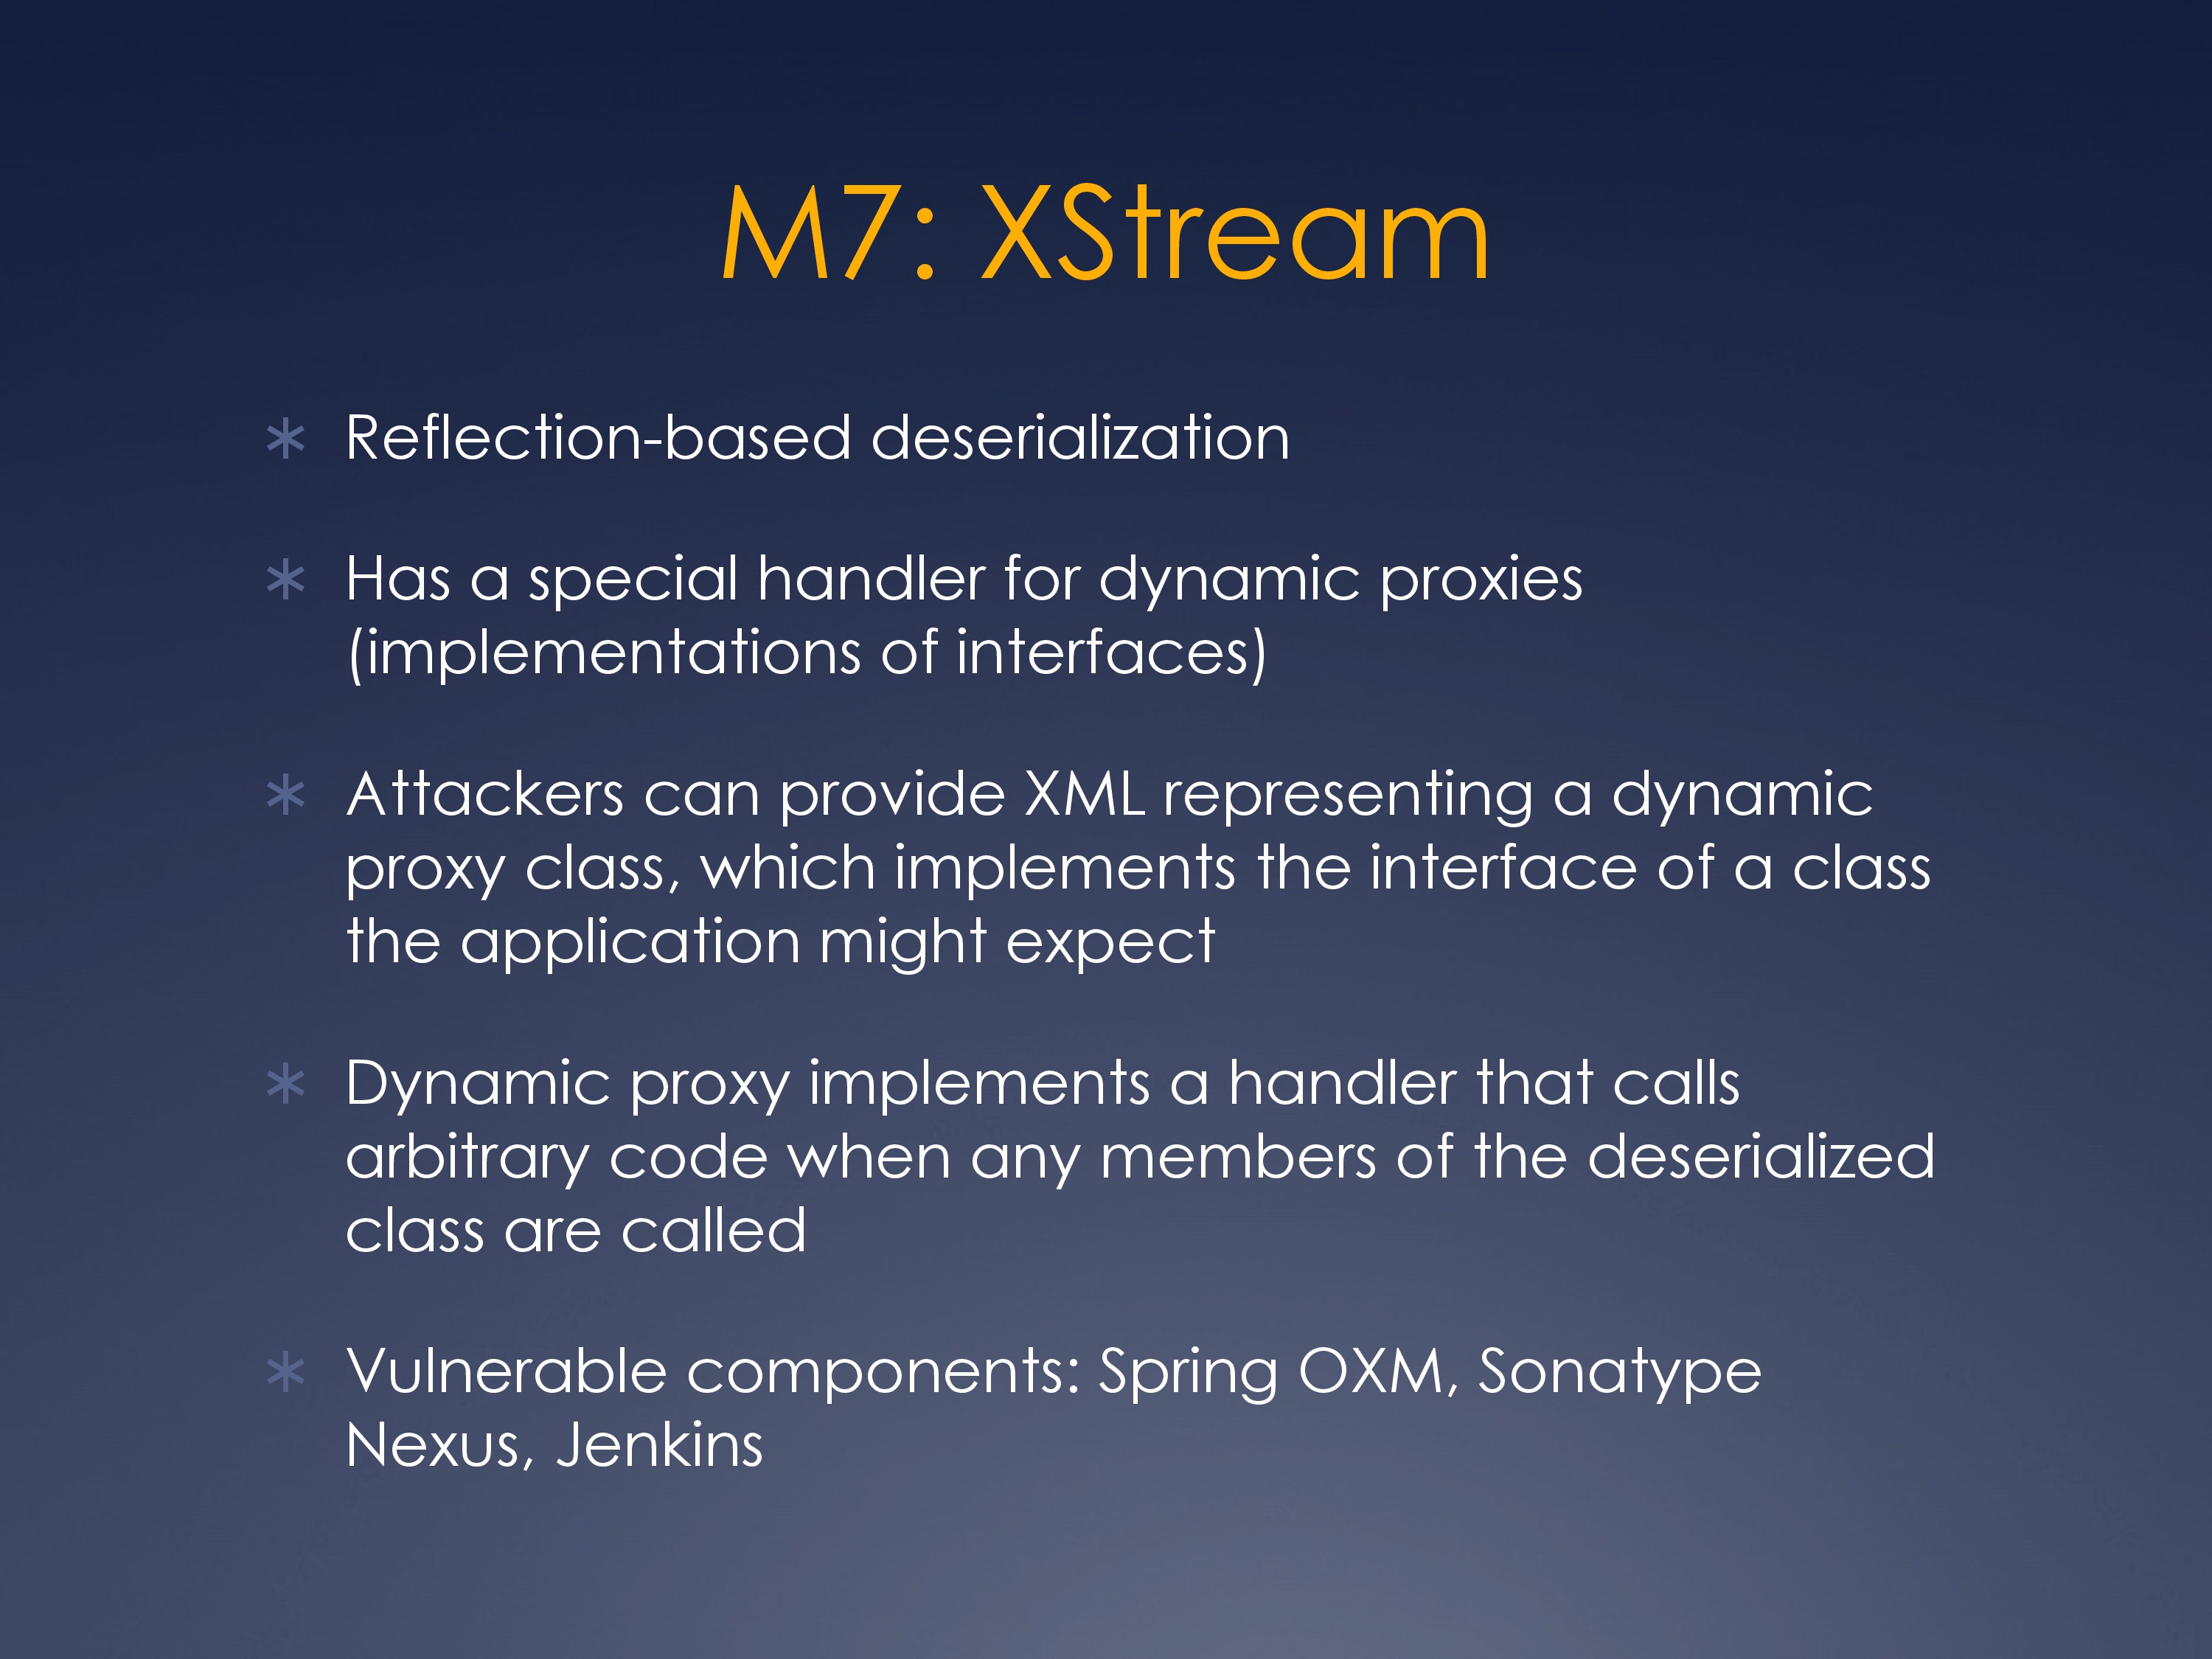 M7: XStream
* Reflection-based deserialization
* Has a special handler for dynamic proxies
(implementations of interfaces)
* Attackers can provide XML representing a dynamic
proxy class, which implements the interface of a class
the application might expect
* Dynamic proxy implements a handler that calls
arbitrary code when any members of the deserialized
class are called
* Vulnerable components: Spring OXM, Sonatype
Nexus, Jenkins